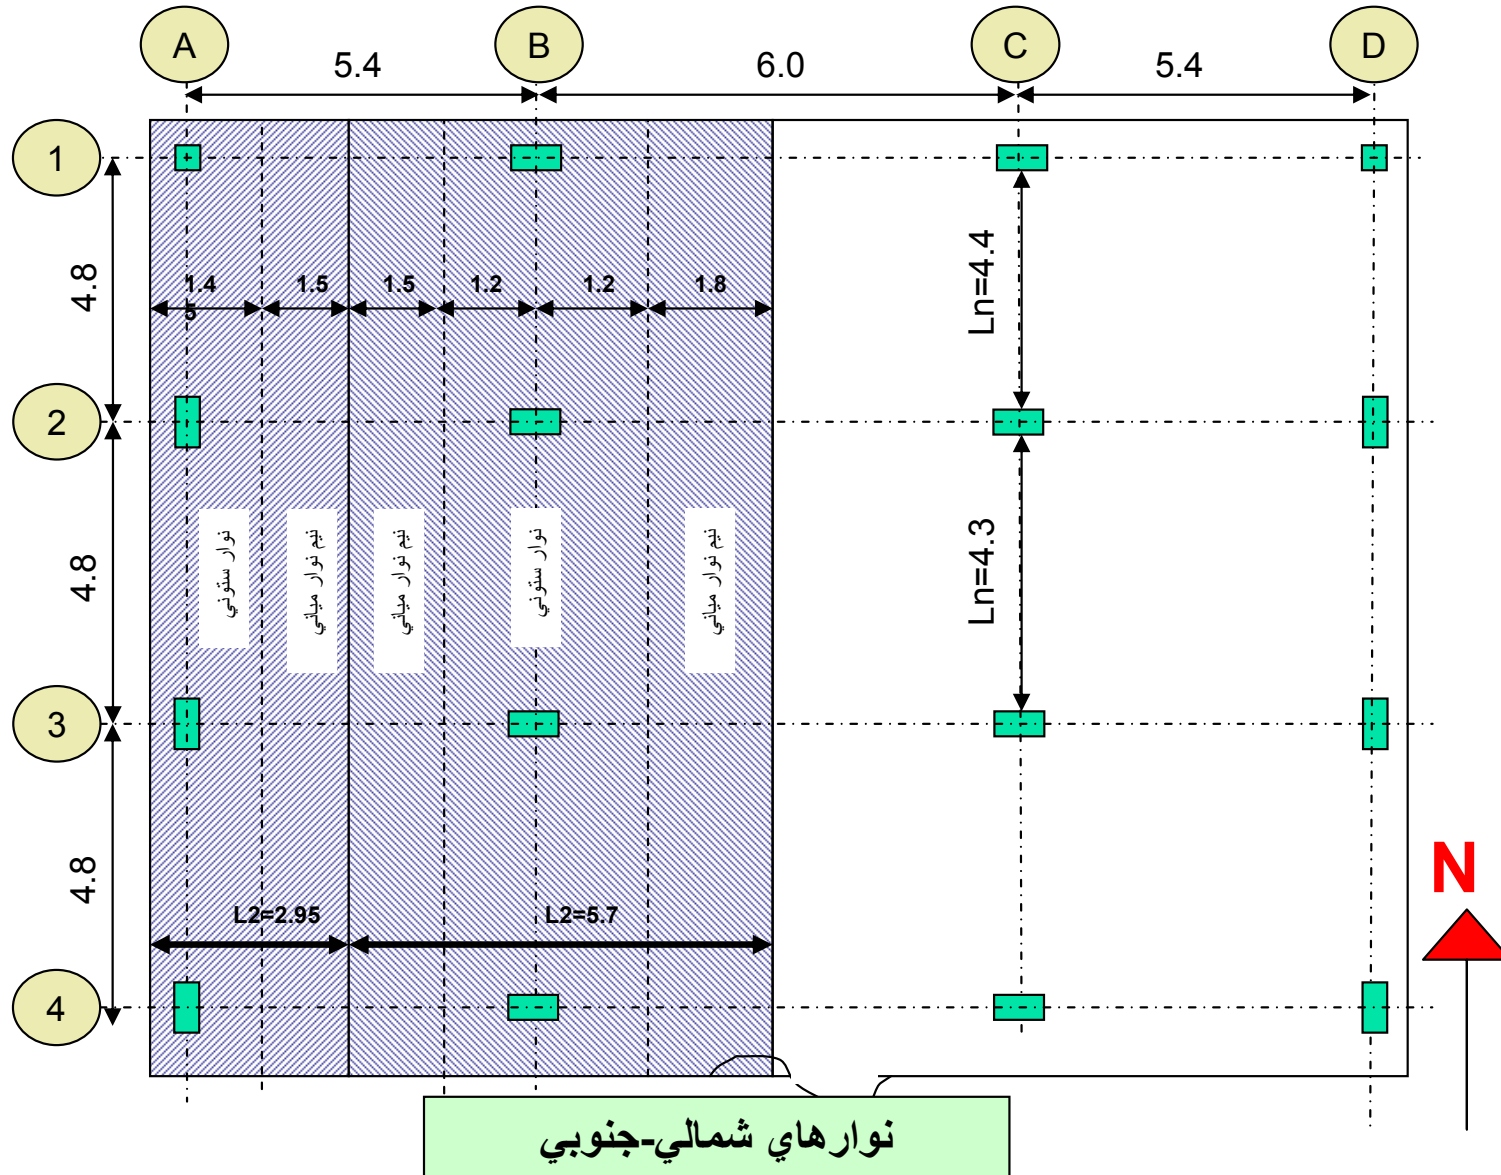 A
B
C
D
5.4
6.0
5.4
1
4.8
1.4
5
1.5
1.5
1.2
1.2
1.8
Ln=4.4
2
4.8
نوار ستوني
نيم نوار مياني
نيم نوار مياني
نوار ستوني
نيم نوار مياني
Ln=4.3
3
4.8
L2=2.95
L2=5.7
N
4
نوارهاي شمالي-جنوبي